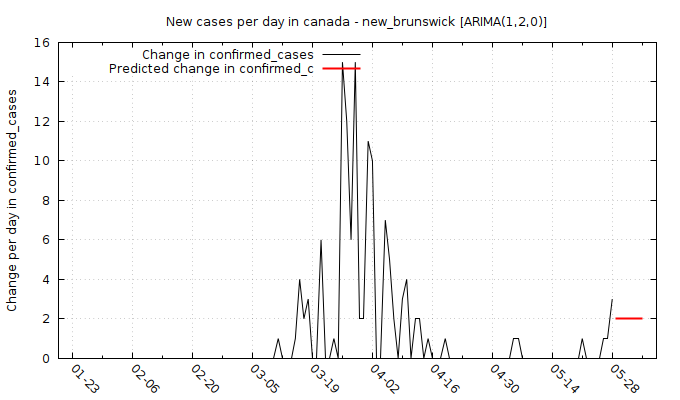 New cases per day in canada - new_brunswick [ARIMA(1,2,0)]
Change in confirmed_cases
Predicted change in confirmed_c
Change per day in confirmed_cases
16
14
12
10
8
6
4
2
0
01-23 02-06 02-20 03-05 03-19 04-02 04-16 04-30 05-14 05-28